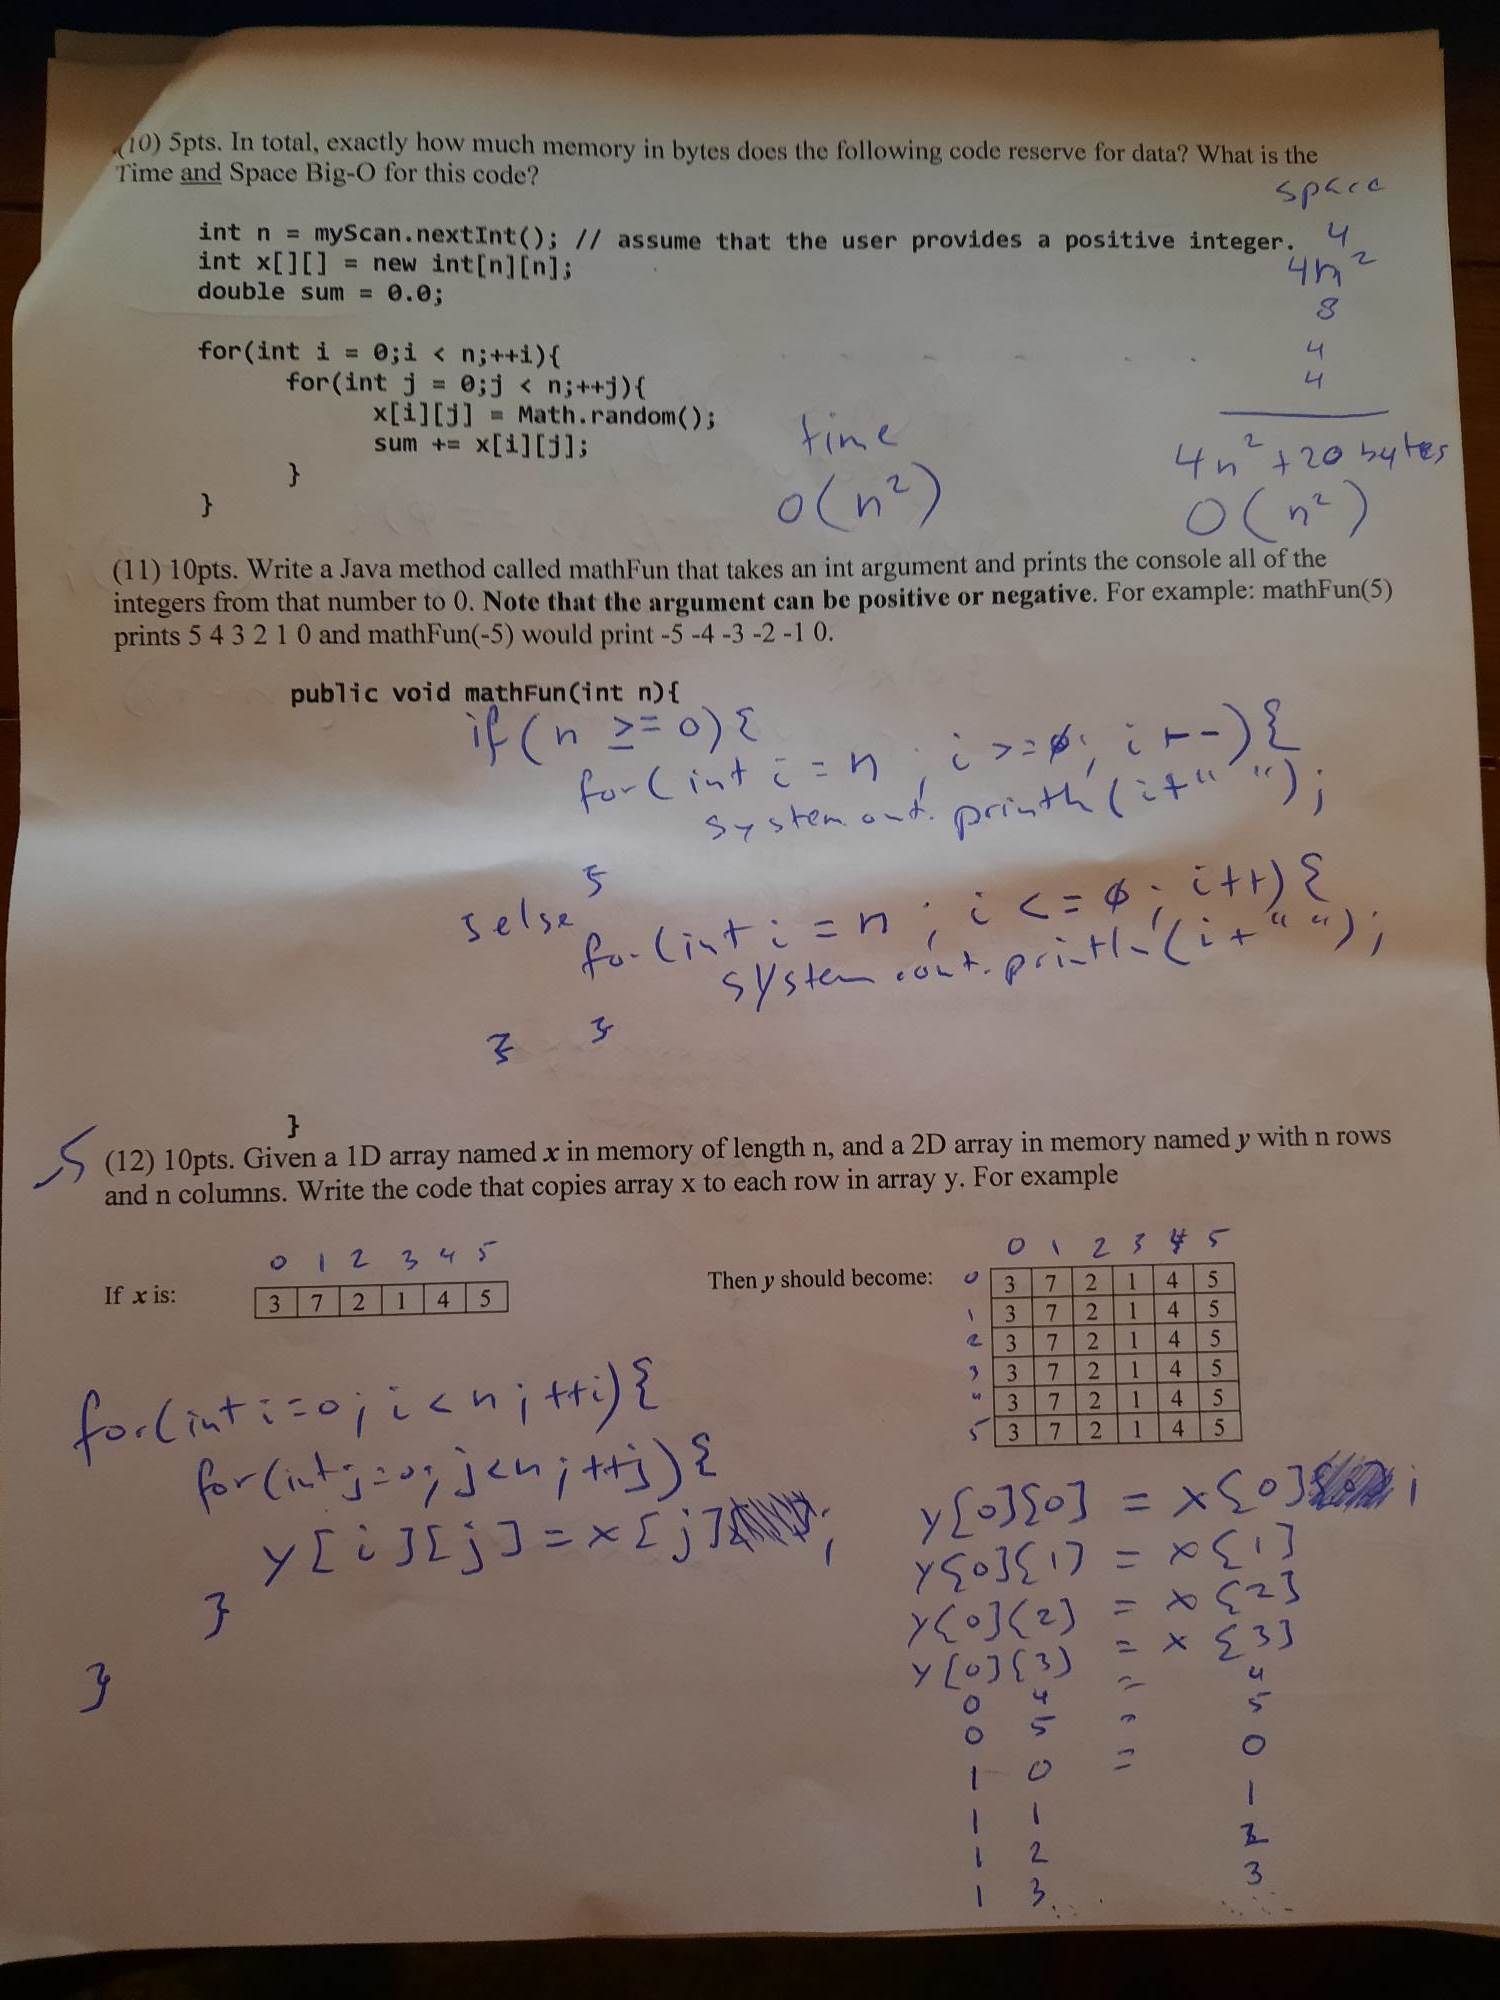 (10) 5pts. In total, exactly how much memory in bytes does the following code reserve for data? What is the
Time and Space Big-O for this code?
space
int n = myScan.nextInt(); // assume that the user provides a positive integer.
4
int x[][] = new int[n][n];
4n²
double sum = 0.0;
8
for(int i = 0;i < n;++i){
4
for(int j = 0;j < n;++j){
4
x[i][j] = Math.random();
sum += x[i][j];
}
}
time
O(n²)
4n² + 20 bytes
O(n²)
(11) 10pts. Write a Java method called mathFun that takes an int argument and prints the console all of the
integers from that number to 0. Note that the argument can be positive or negative. For example: mathFun(5)
prints 5 4 3 2 1 0 and mathFun(-5) would print -5 -4 -3 -2 -1 0.
public void mathFun(int n){
if(n >= 0){
for(int i = n ; i >= 0; i--){
System.out.println(i+" ");
}
}else
for(int i = n ; i <= 0 ; i++){
System.out.println(i+" ");
}
}
}
5
(12) 10pts. Given a 1D array named x in memory of length n, and a 2D array in memory named y with n rows
and n columns. Write the code that copies array x to each row in array y. For example
0 1 2 3 4 5
If x is:
3 7 2 1 4 5
Then y should become:
0 1 2 3 4 5
0 3 7 2 1 4 5
1 3 7 2 1 4 5
2 3 7 2 1 4 5
3 3 7 2 1 4 5
4 3 7 2 1 4 5
5 3 7 2 1 4 5
for(int i=0; i<n; ++i){
for(int j=0; j<n; ++j){
y[i][j] = x[j];
}
}
y[0][0] = x[0];
y[0][1] = x[1]
y[0][2] = x[2]
y[0][3] = x[3]
0 4 = 4
0 5 = 5
1 0 = 0
1 1 1
1 2 2
1 3 3